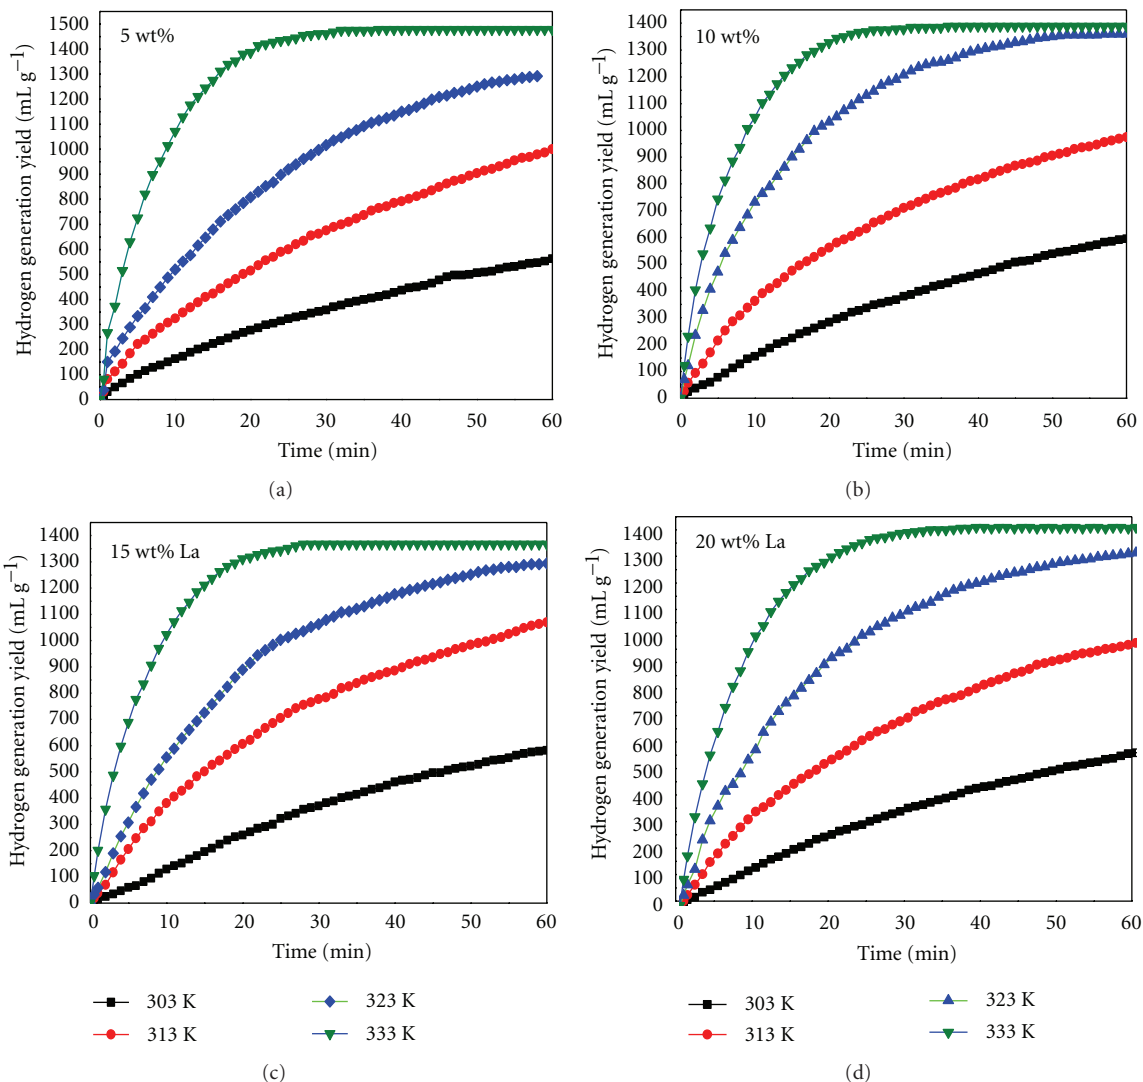 5 wt%
Hydrogen generation yield (mL g−1)
1500
1400
1300
1200
1100
1000
900
800
700
600
500
400
300
200
100
0
0 10 20 30 40 50 60
Time (min)
(a)
10 wt%
Hydrogen generation yield (mL g−1)
1400
1300
1200
1100
1000
900
800
700
600
500
400
300
200
100
0
0 10 20 30 40 50 60
Time (min)
(b)
15 wt% La
Hydrogen generation yield (mL g−1)
1400
1300
1200
1100
1000
900
800
700
600
500
400
300
200
100
0
0 10 20 30 40 50 60
Time (min)
303 K 323 K
313 K 333 K
(c)
20 wt% La
Hydrogen generation yield (mL g−1)
1400
1300
1200
1100
1000
900
800
700
600
500
400
300
200
100
0
0 10 20 30 40 50 60
Time (min)
303 K 323 K
313 K 333 K
(d)